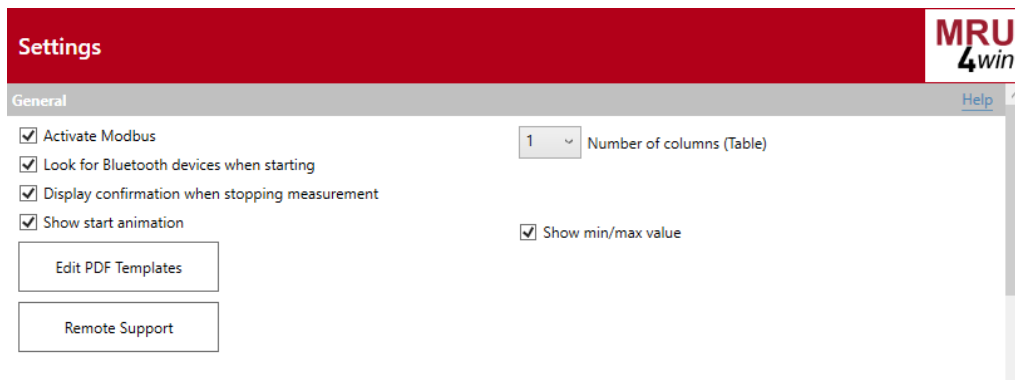 Settings
MRU
4win
General
Help
Activate Modbus
1
Number of columns (Table)
Look for Bluetooth devices when starting
Display confirmation when stopping measurement
Show start animation
Show min/max value
Edit PDF Templates
Remote Support